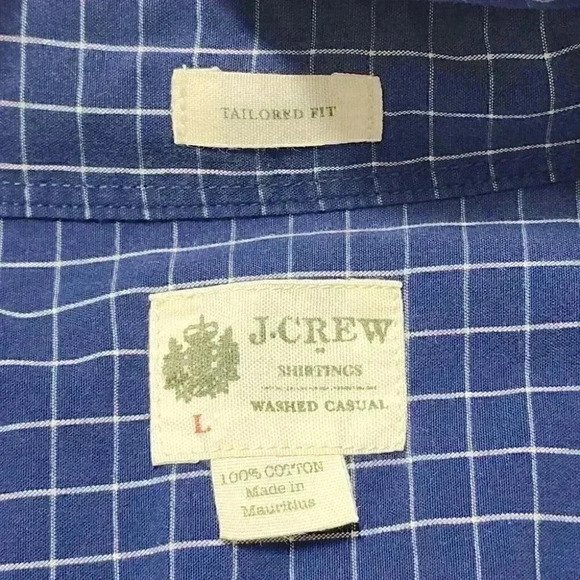 TAILORED FIT
J.CREW
SHIRTINGS
WASHED CASUAL
L
100% COTTON
Made in
Mauritius